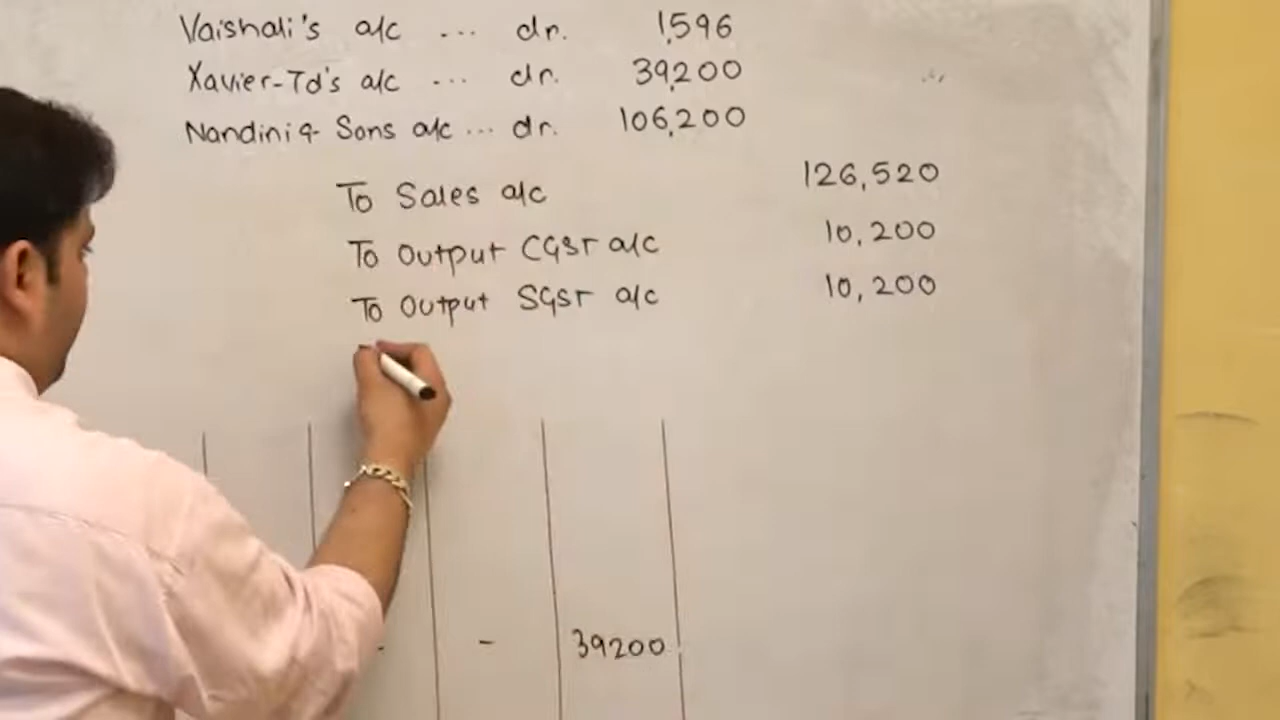 Vaishali's a/c ... dr. 1,596
Xavier-Td's a/c ... dr. 39,200
Nandini & Sons a/c ... dr. 106,200
To Sales a/c 126,520
To Output CGST a/c 10,200
To Output SGST a/c 10,200
- - 39200